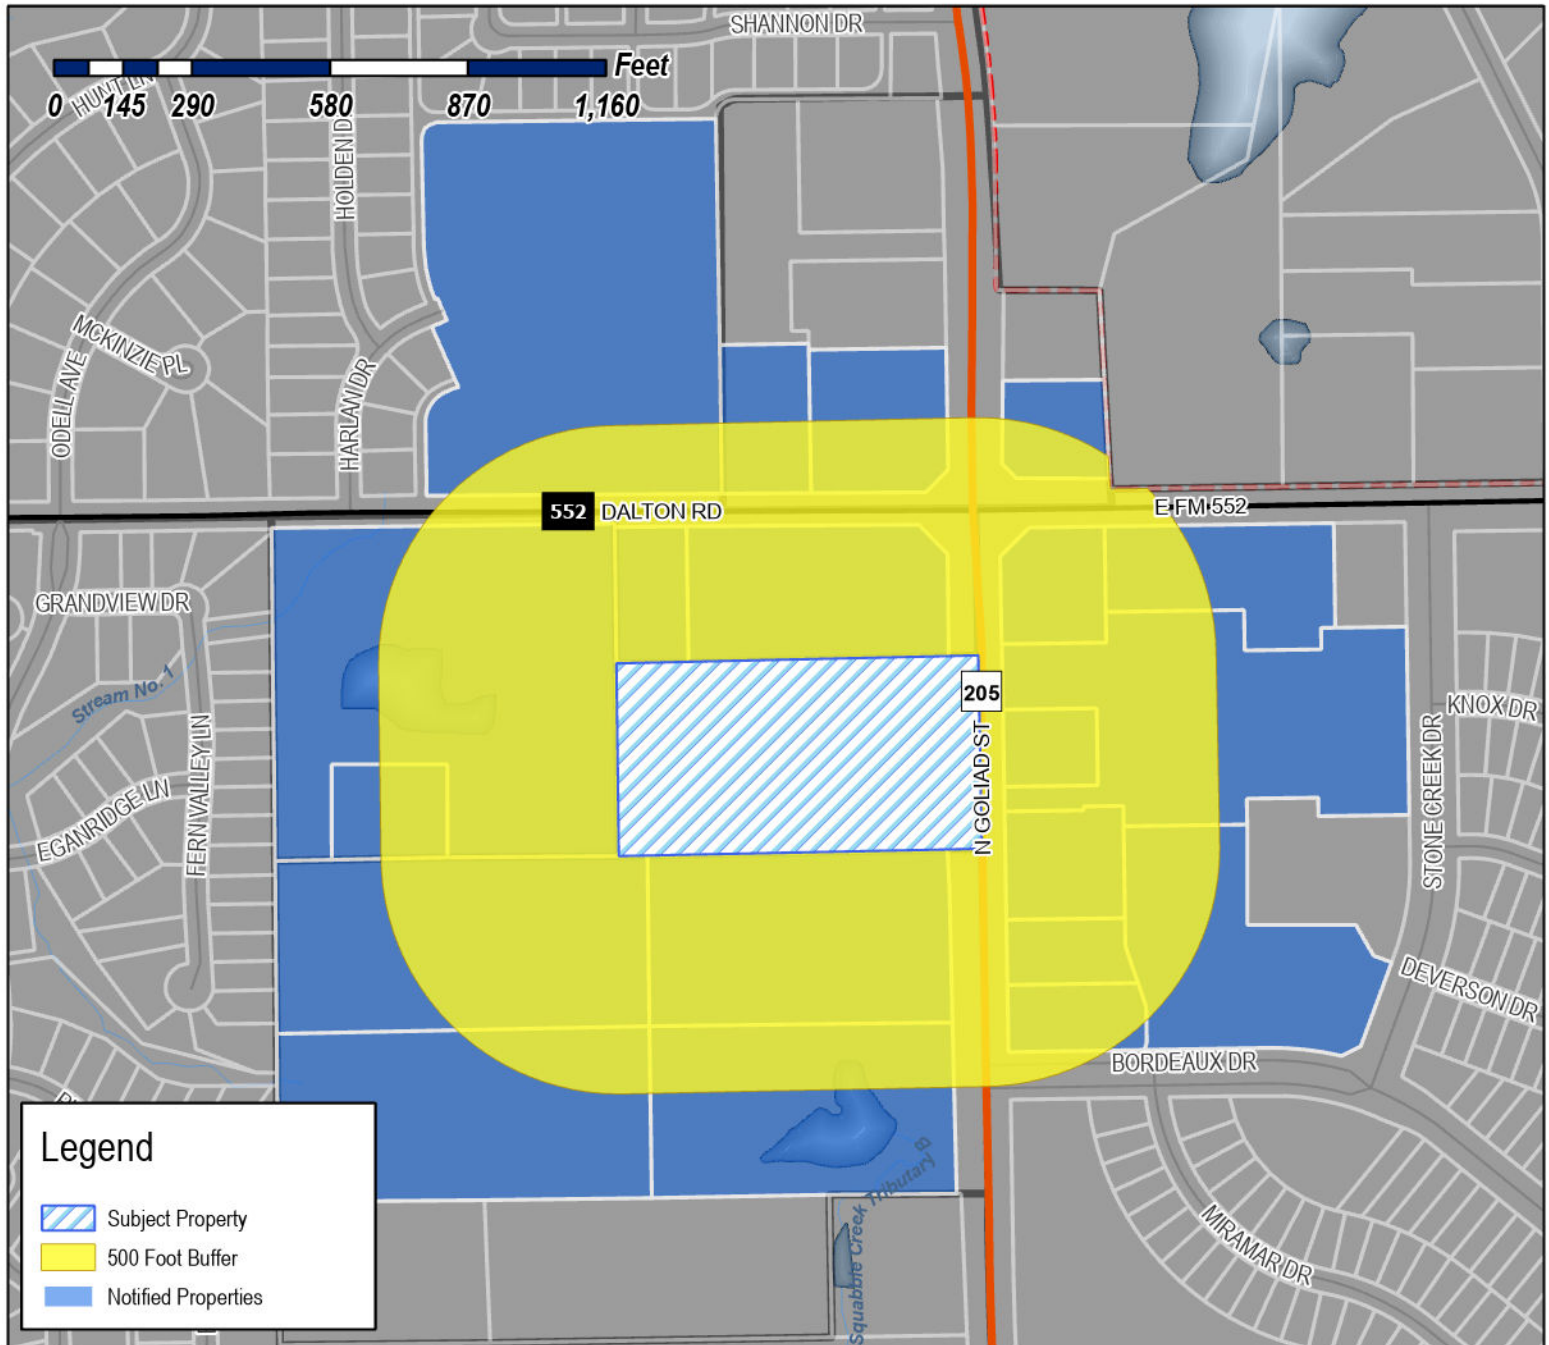 SHANNON DR
Feet
0 145 290 580 870 1,160
HUNT LN
HOLDEN D
MCKINZIE PL
ODELL AVE
HARLAN DR
552 DALTON RD
E FM 552
GRANDVIEW DR
Stream No. 1
FERN VALLEY LN
EGANRIDGE LN
205
N GOLIAD ST
KNOX DR
STONE CREEK DR
DEVERSON DR
BORDEAUX DR
MIRAMAR DR
Squabble Creek Tributary B
Legend
Subject Property
500 Foot Buffer
Notified Properties